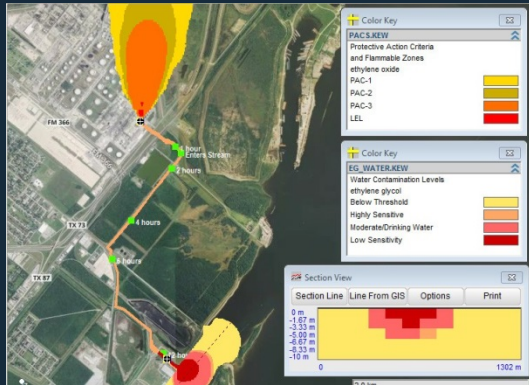 FM 366
TX 73
TX 87
1 hour
Enters Stream
2 hours
4 hours
Color Key
PACS.KEW
Protective Action Criteria
and Flammable Zones
ethylene oxide
PAC-1
PAC-2
PAC-3
LEL
Color Key
EG_WATER.KEW
Water Contamination Levels
ethylene glycol
Below Threshold
Highly Sensitive
Moderate/Drinking Water
Low Sensitivity
Section View
Section Line
Line From GIS
Options
Print
0 m
-1.67 m
-3.33 m
-5.00 m
-6.67 m
-8.33 m
-10 m
0
1302 m